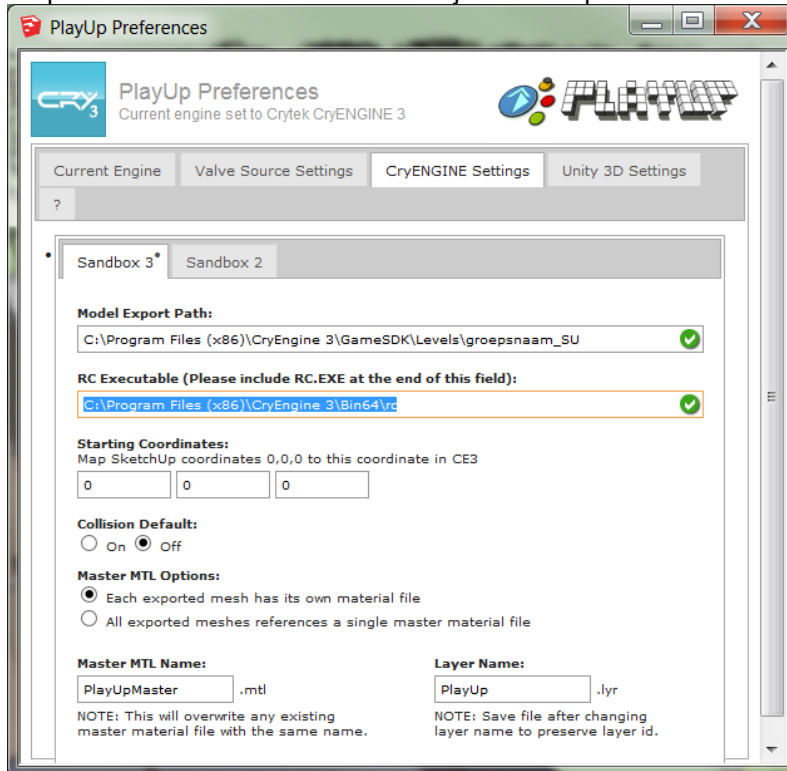 PlayUp Preferences
CRY 3
PlayUp Preferences
Current engine set to Crytek CryENGINE 3
PLAYUP
Current Engine Valve Source Settings CryENGINE Settings Unity 3D Settings
?
Sandbox 3* Sandbox 2
Model Export Path:
C:\Program Files (x86)\CryEngine 3\GameSDK\Levels\groepsnaam_SU
RC Executable (Please include RC.EXE at the end of this field):
C:\Program Files (x86)\CryEngine 3\Bin64\rc
Starting Coordinates:
Map SketchUp coordinates 0,0,0 to this coordinate in CE3
0 0 0
Collision Default:
On Off
Master MTL Options:
Each exported mesh has its own material file
All exported meshes references a single master material file
Master MTL Name: Layer Name:
PlayUpMaster .mtl PlayUp .lyr
NOTE: This will overwrite any existing NOTE: Save file after changing
master material file with the same name. layer name to preserve layer id.